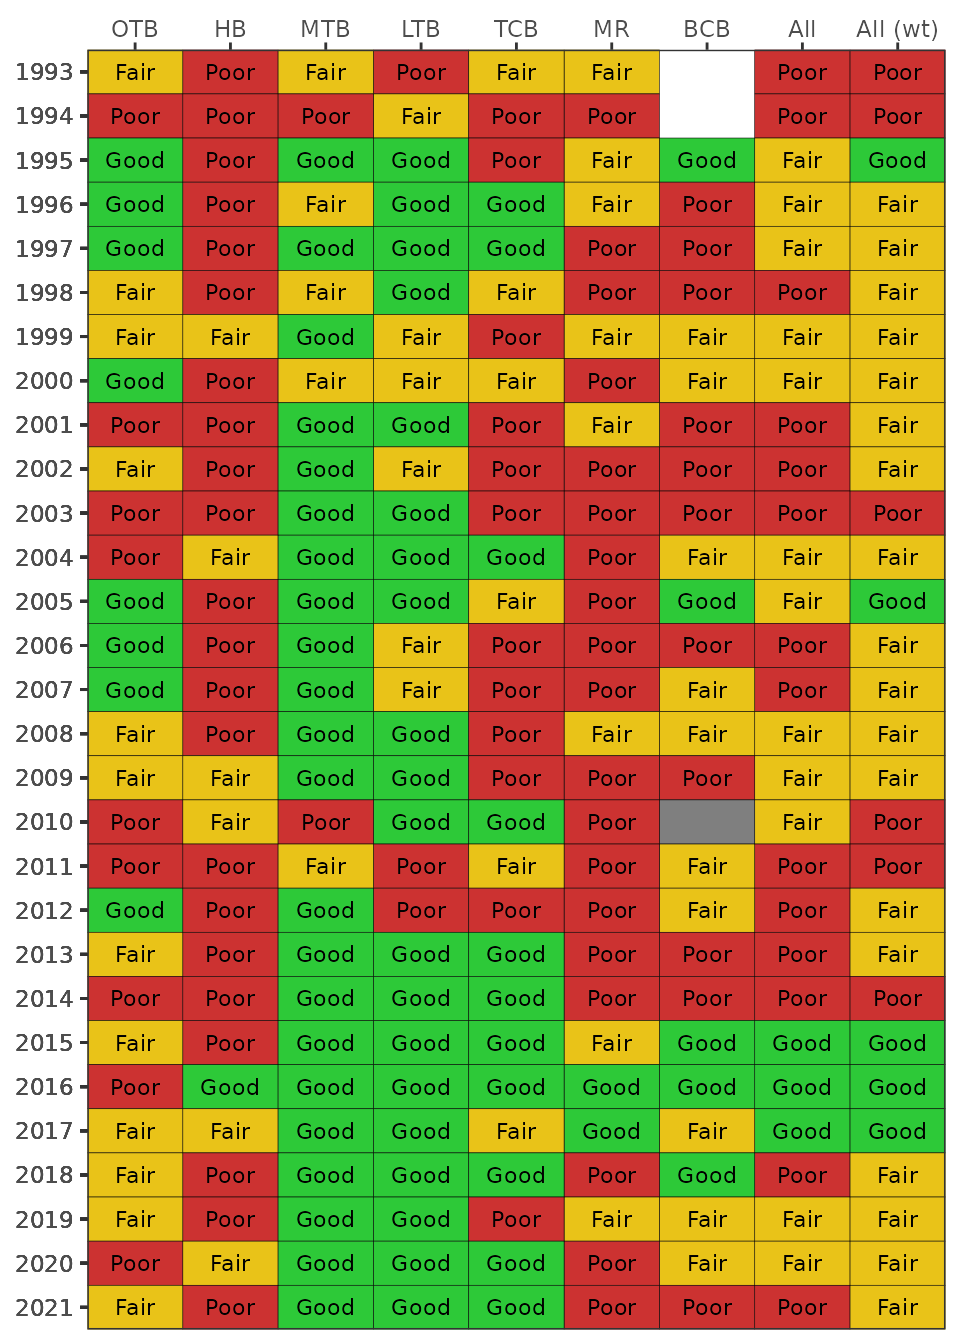 OTB HB MTB LTB TCB MR BCB All All (wt)
1993 Fair Poor Fair Poor Fair Fair Poor Poor
1994 Poor Poor Poor Fair Poor Poor Poor Poor
1995 Good Poor Good Good Poor Fair Good Fair Good
1996 Good Poor Fair Good Good Fair Poor Fair Fair
1997 Good Poor Good Good Good Poor Poor Fair Fair
1998 Fair Poor Fair Good Fair Poor Poor Poor Fair
1999 Fair Fair Good Fair Poor Fair Fair Fair Fair
2000 Good Poor Fair Fair Fair Poor Fair Fair Fair
2001 Poor Poor Good Good Poor Fair Poor Poor Fair
2002 Fair Poor Good Fair Poor Poor Poor Poor Fair
2003 Poor Poor Good Good Poor Poor Poor Poor Poor
2004 Poor Fair Good Good Good Poor Fair Fair Fair
2005 Good Poor Good Good Fair Poor Good Fair Good
2006 Good Poor Good Fair Poor Poor Poor Poor Fair
2007 Good Poor Good Fair Poor Poor Fair Poor Fair
2008 Fair Poor Good Good Poor Fair Fair Fair Fair
2009 Fair Fair Good Good Poor Poor Poor Fair Fair
2010 Poor Fair Poor Good Good Poor Fair Poor
2011 Poor Poor Fair Poor Fair Poor Fair Poor Poor
2012 Good Poor Good Poor Poor Poor Fair Poor Fair
2013 Fair Poor Good Good Good Poor Poor Poor Fair
2014 Poor Poor Good Good Good Poor Poor Poor Poor
2015 Fair Poor Good Good Good Fair Good Good Good
2016 Poor Good Good Good Good Good Good Good Good
2017 Fair Fair Good Good Fair Good Fair Good Good
2018 Fair Poor Good Good Good Poor Good Poor Fair
2019 Fair Poor Good Good Poor Fair Fair Fair Fair
2020 Poor Fair Good Good Good Poor Fair Fair Fair
2021 Fair Poor Good Good Good Poor Poor Poor Fair